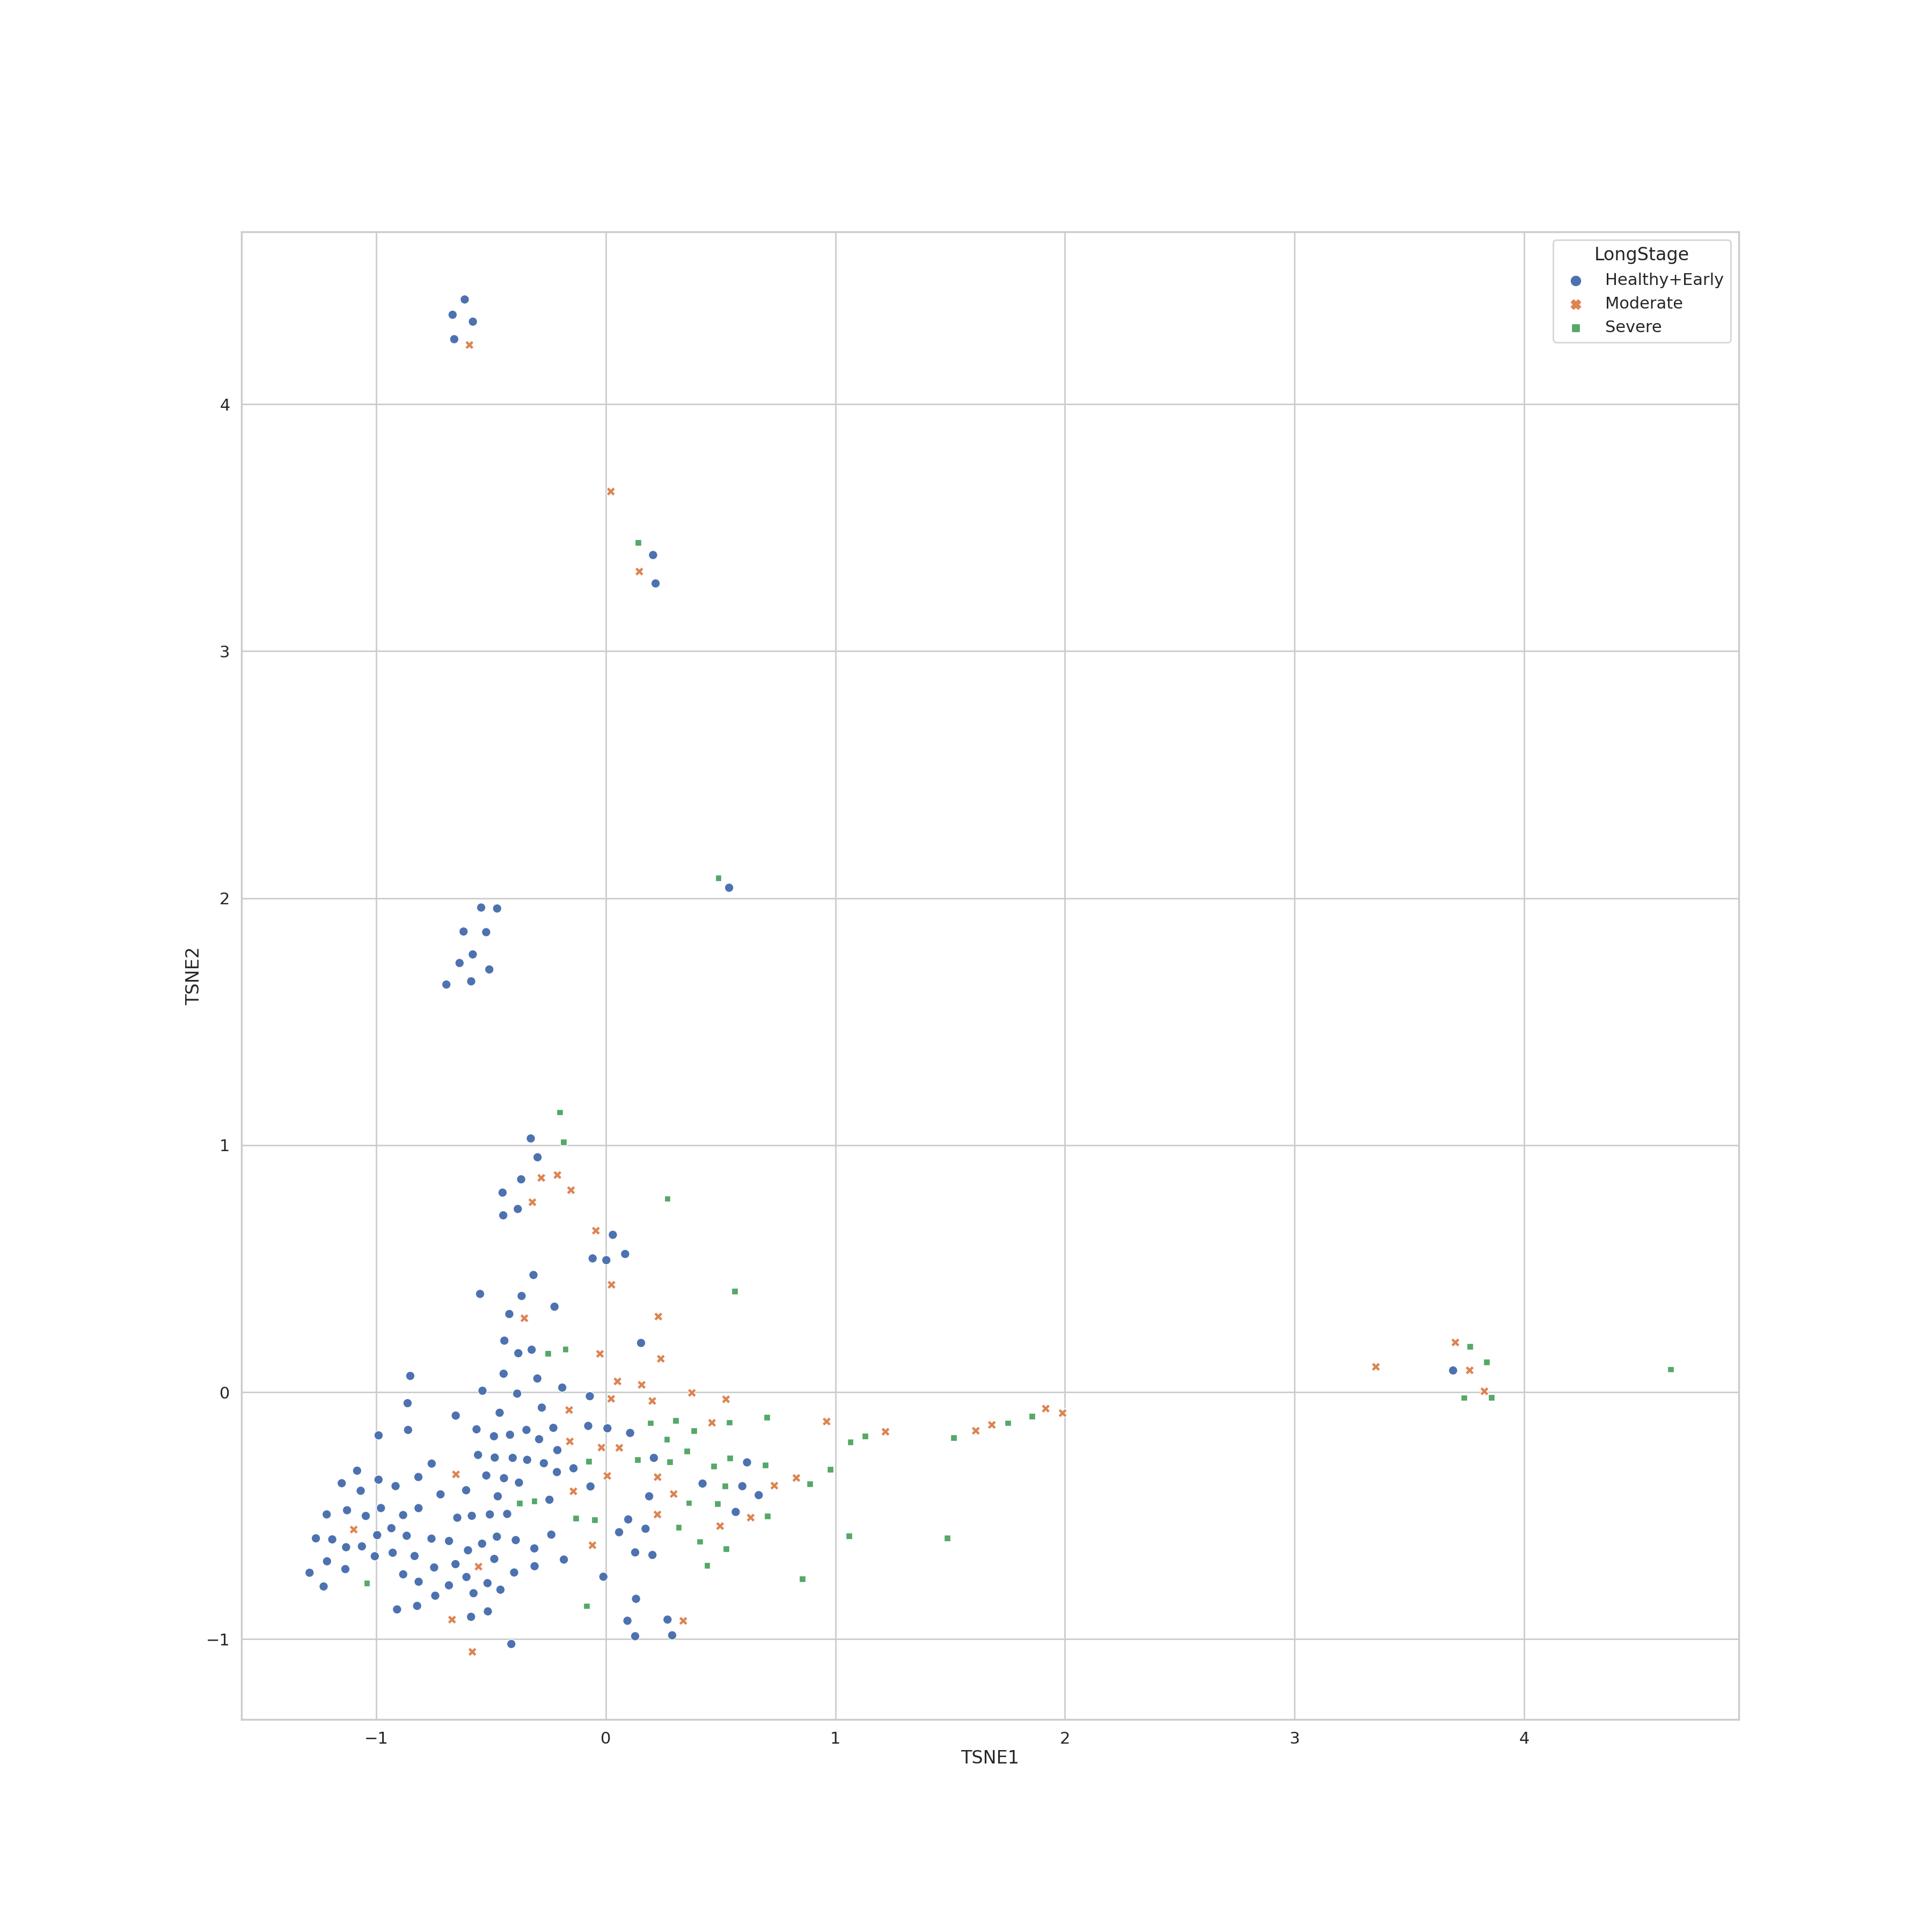 LongStage
Healthy+Early
Moderate
Severe
4
3
2
1
0
−1
TSNE2
−1 0 1 2 3 4
TSNE1